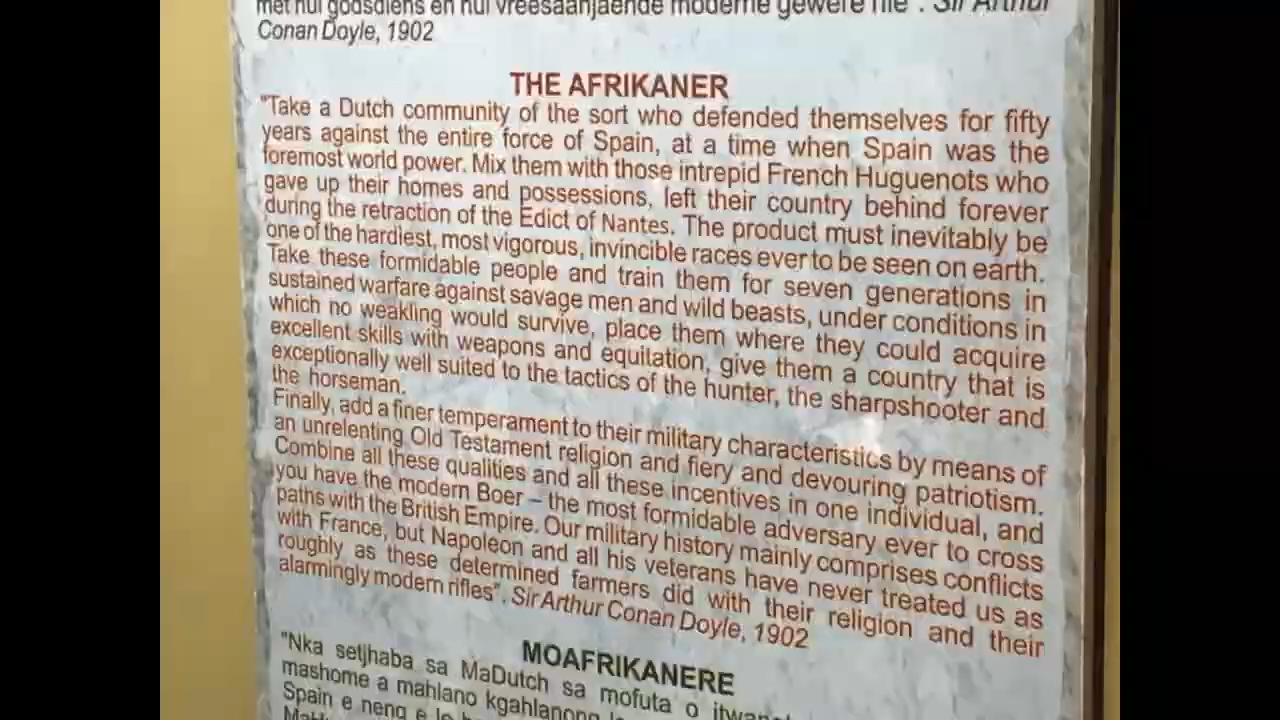 met hul godsdiens en hul vreesaanjaende moderne gewere nie". Sir Arthur
Conan Doyle, 1902
THE AFRIKANER
"Take a Dutch community of the sort who defended themselves for fifty
years against the entire force of Spain, at a time when Spain was the
foremost world power. Mix them with those intrepid French Huguenots who
gave up their homes and possessions, left their country behind forever
during the retraction of the Edict of Nantes. The product must inevitably be
one of the hardiest, most vigorous, invincible races ever to be seen on earth.
Take these formidable people and train them for seven generations in
sustained warfare against savage men and wild beasts, under conditions in
which no weakling would survive, place them where they could acquire
excellent skills with weapons and equitation, give them a country that is
exceptionally well suited to the tactics of the hunter, the sharpshooter and
the horseman.
Finally, add a finer temperament to their military characteristics by means of
an unrelenting Old Testament religion and fiery and devouring patriotism.
Combine all these qualities and all these incentives in one individual, and
you have the modern Boer – the most formidable adversary ever to cross
paths with the British Empire. Our military history mainly comprises conflicts
with France, but Napoleon and all his veterans have never treated us as
roughly as these determined farmers did with their religion and their
alarmingly modern rifles". Sir Arthur Conan Doyle, 1902
MOAFRIKANERE
"Nka setjhaba sa MaDutch sa mofuta o
mashome a mahlano kgahlanong
Spain e neng e le